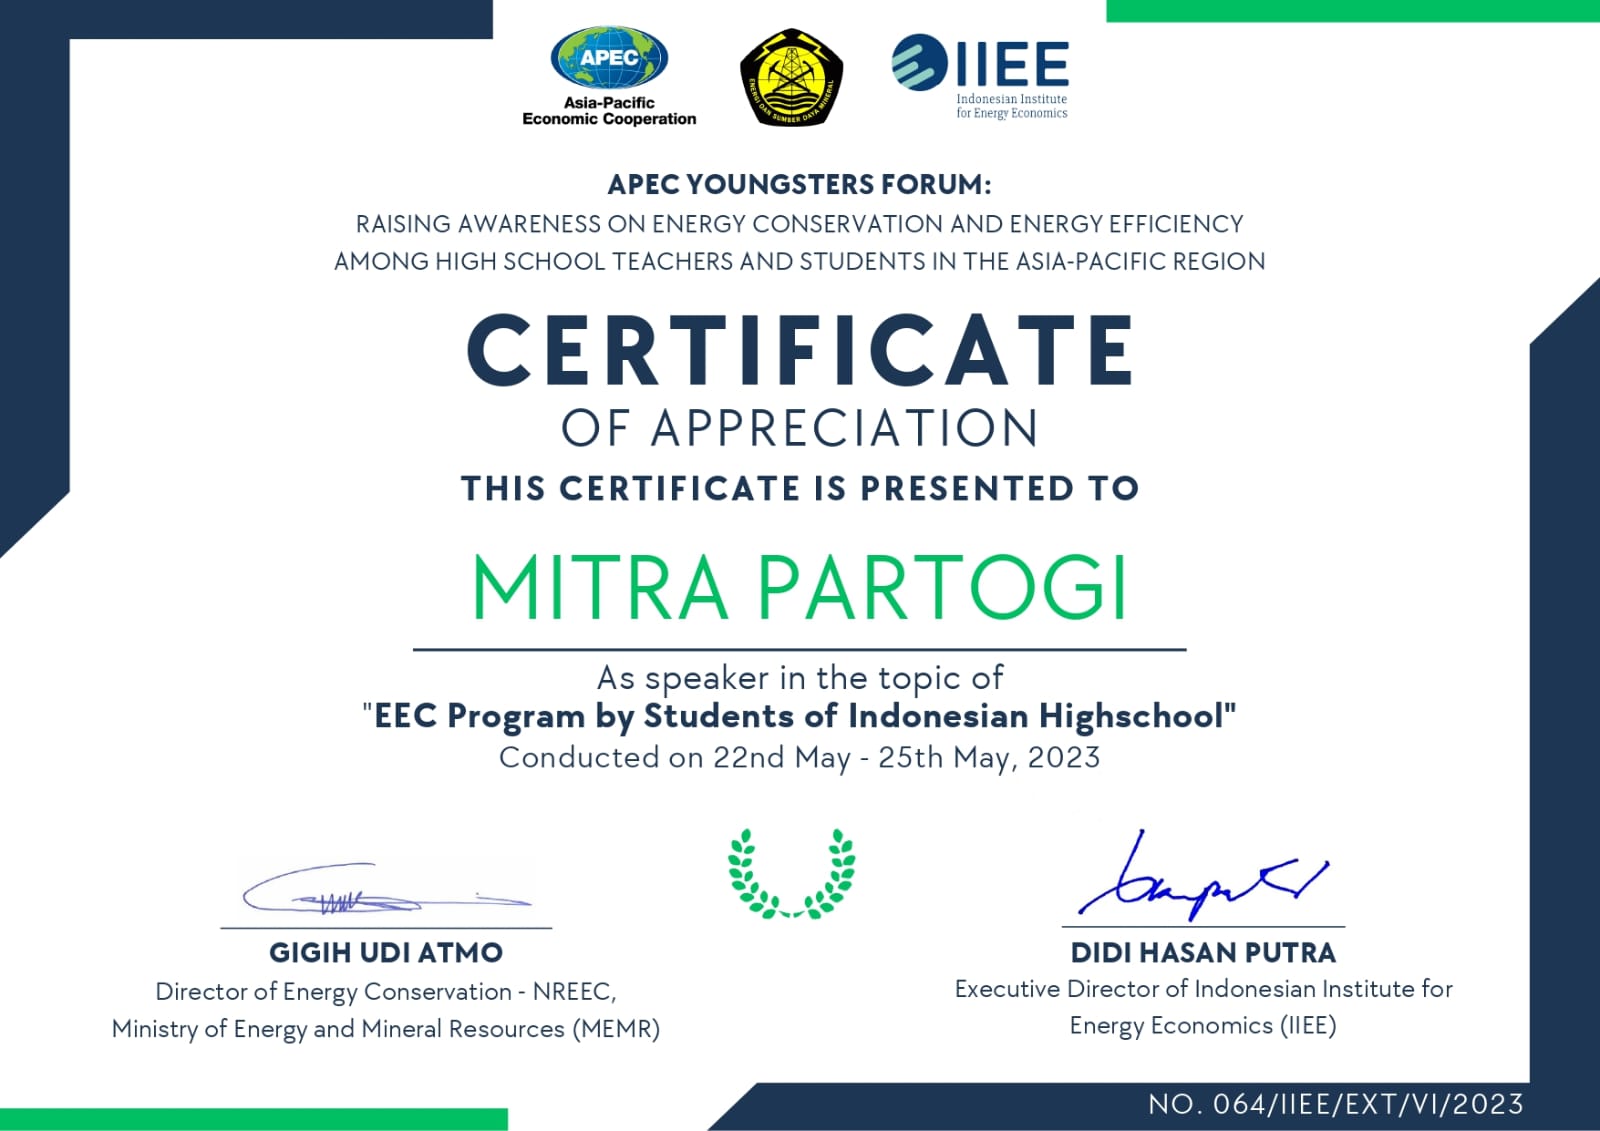 APEC
Asia-Pacific
Economic Cooperation
ENERGI DAN SUMBER DAYA MINERAL
IIEE
Indonesian Institute
for Energy Economics
APEC YOUNGSTERS FORUM:
RAISING AWARENESS ON ENERGY CONSERVATION AND ENERGY EFFICIENCY
AMONG HIGH SCHOOL TEACHERS AND STUDENTS IN THE ASIA-PACIFIC REGION
CERTIFICATE
OF APPRECIATION
THIS CERTIFICATE IS PRESENTED TO
MITRA PARTOGI
As speaker in the topic of
"EEC Program by Students of Indonesian Highschool"
Conducted on 22nd May - 25th May, 2023
GIGIH UDI ATMO
Director of Energy Conservation - NREEC,
Ministry of Energy and Mineral Resources (MEMR)
DIDI HASAN PUTRA
Executive Director of Indonesian Institute for
Energy Economics (IIEE)
NO. 064/IIEE/EXT/VI/2023